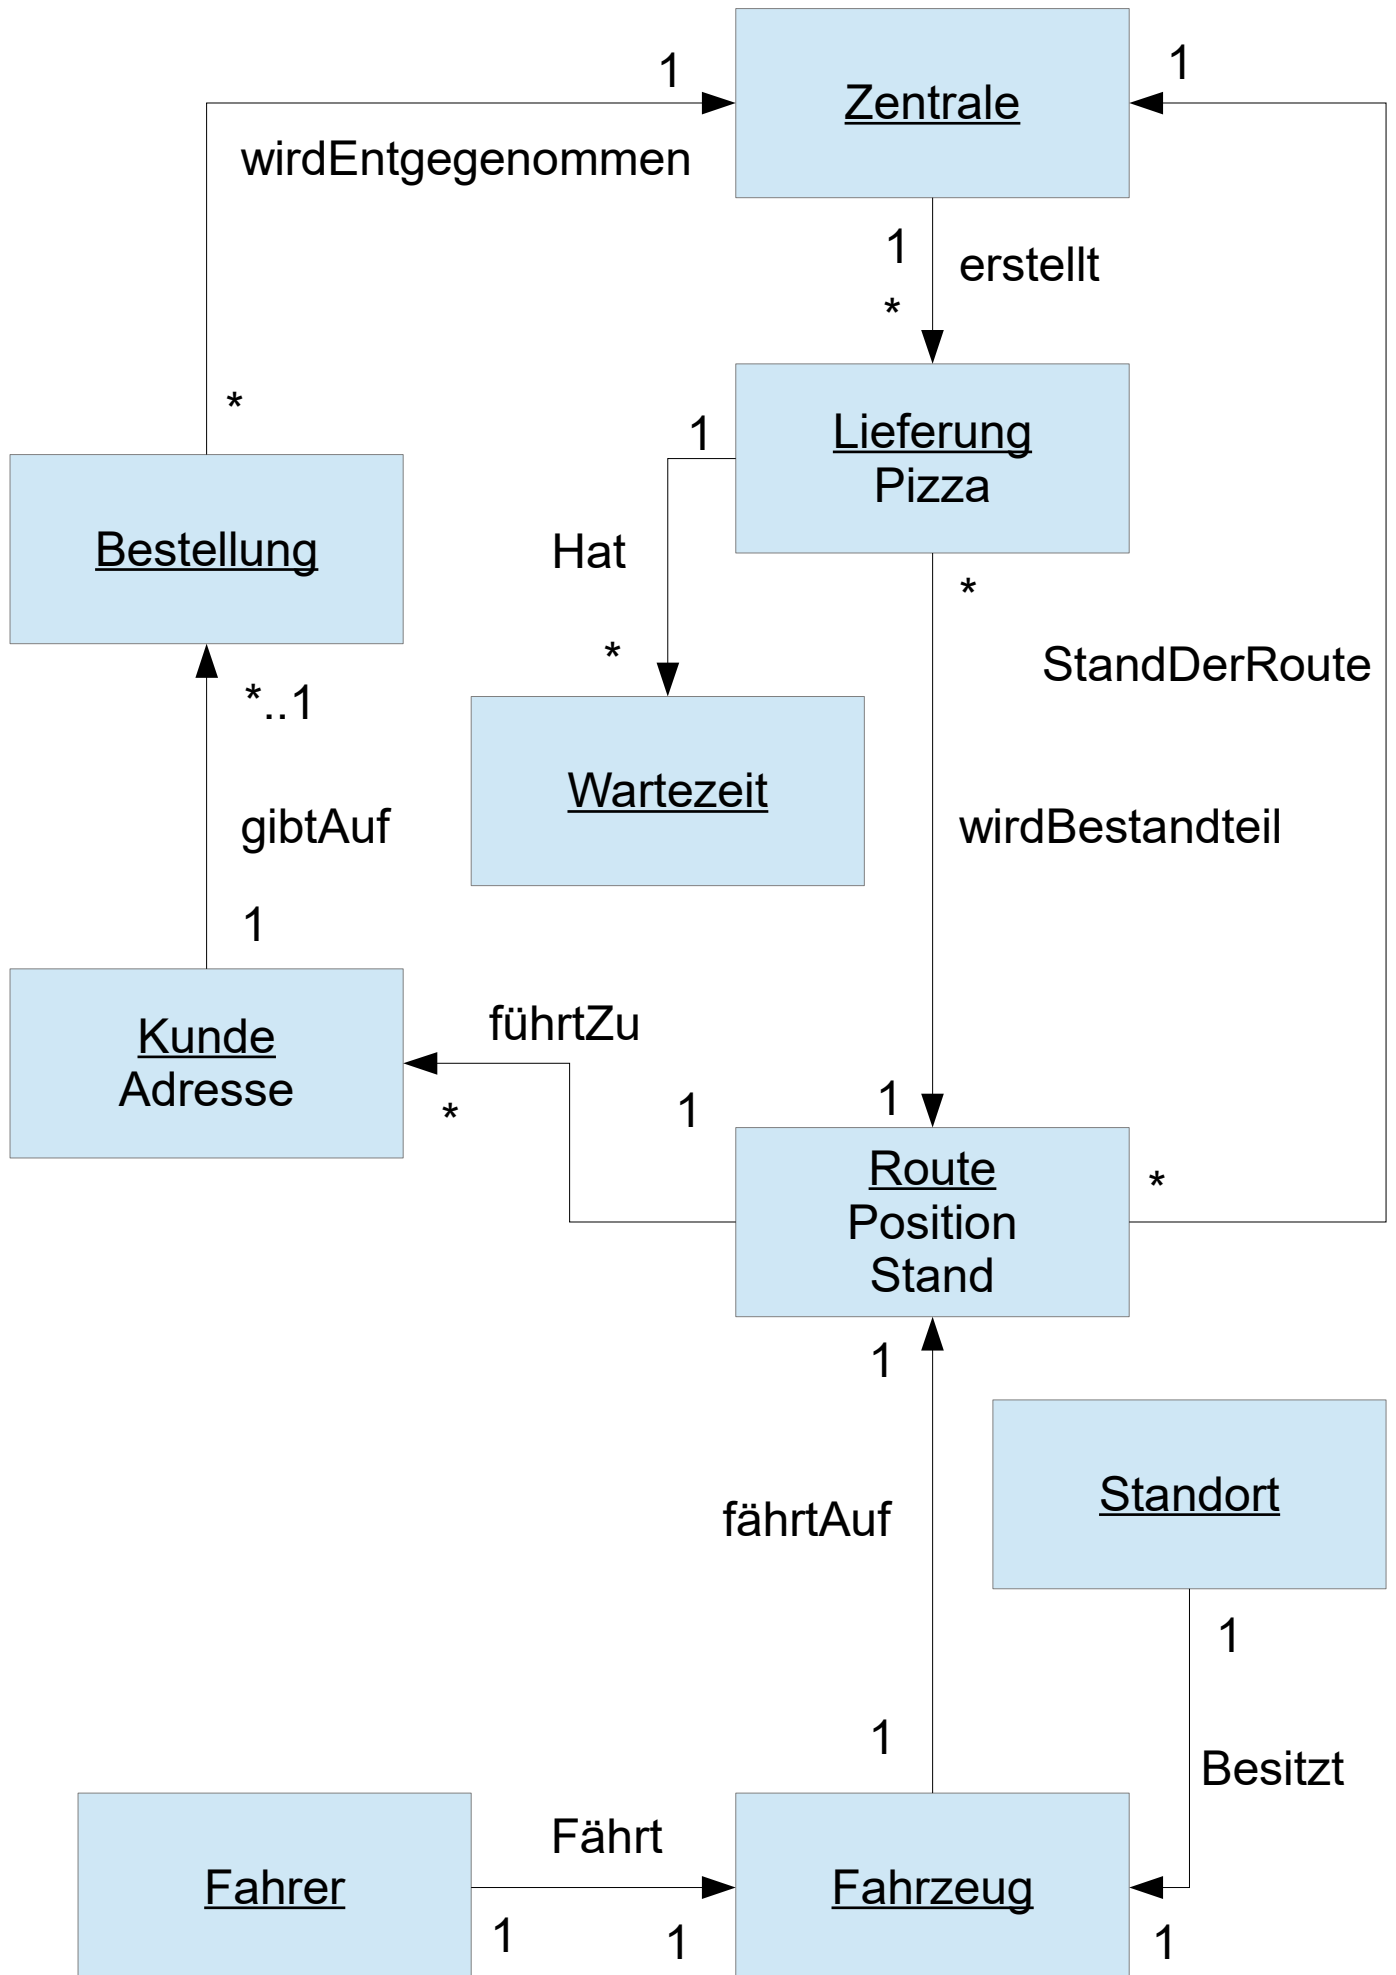 1
1
Zentrale
wirdEntgegenommen
1
erstellt
*
*
1
Lieferung
Pizza
Bestellung
Hat
*
*
StandDerRoute
*..1
Wartezeit
gibtAuf
wirdBestandteil
1
führtZu
Kunde
Adresse
*
1
1
Route
Position
Stand
*
1
Standort
fährtAuf
1
1
Besitzt
Fährt
Fahrer
Fahrzeug
1
1
1